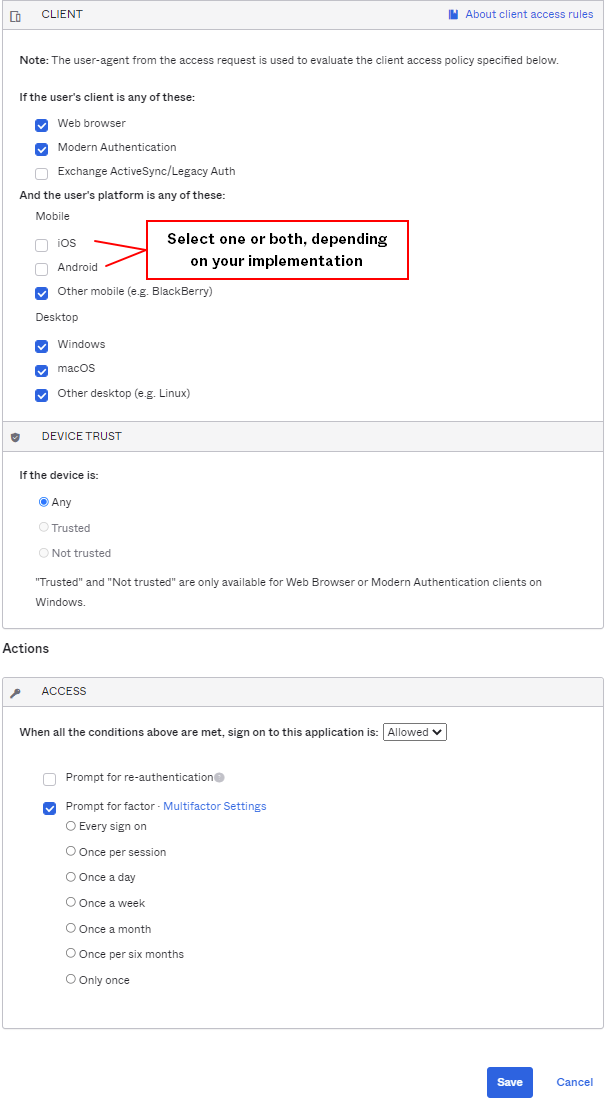 CLIENT
About client access rules
Note: The user-agent from the access request is used to evaluate the client access policy specified below.
If the user's client is any of these:
Web browser
Modern Authentication
Exchange ActiveSync/Legacy Auth
And the user's platform is any of these:
Mobile
iOS
Android
Select one or both, depending
on your implementation
Other mobile (e.g. BlackBerry)
Desktop
Windows
macOS
Other desktop (e.g. Linux)
DEVICE TRUST
If the device is:
Any
Trusted
Not trusted
"Trusted" and "Not trusted" are only available for Web Browser or Modern Authentication clients on
Windows.
Actions
ACCESS
When all the conditions above are met, sign on to this application is: Allowed
Prompt for re-authentication
Prompt for factor - Multifactor Settings
Every sign on
Once per session
Once a day
Once a week
Once a month
Once per six months
Only once
Save
Cancel